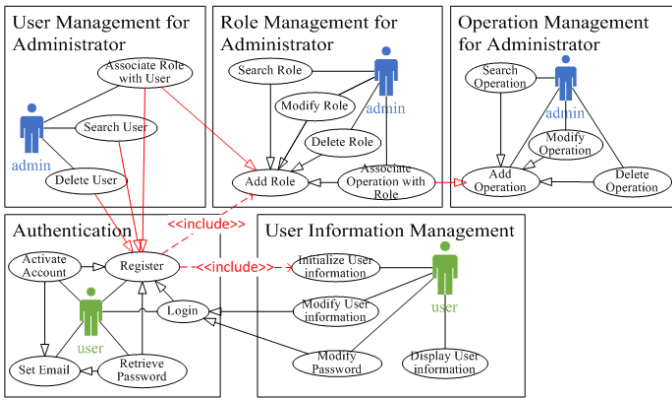 User Management for
Administrator
Associate Role
with User
Search User
admin
Delete User
Role Management for
Administrator
Search Role
Modify Role
admin
Delete Role
Add Role
Associate
Operation with
Role
Operation Management
for Administrator
Search
Operation
admin
Modify
Operation
Add
Operation
Delete
Operation
Authentication
<<include>>
Activate
Account
Register
<<include>>
Login
user
Set Email
Retrieve
Password
User Information Management
Initialize User
information
Modify User
information
user
Modify
Password
Display User
information